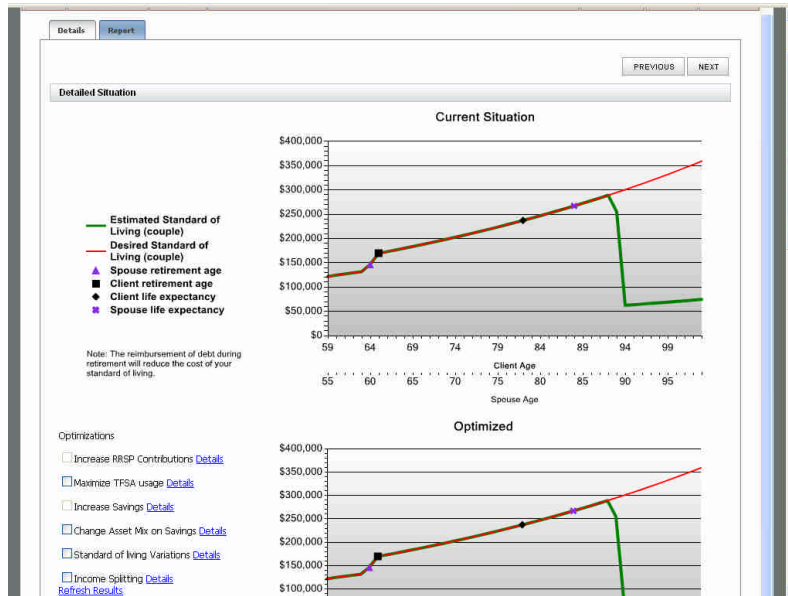 Details Report
PREVIOUS NEXT
Detailed Situation
Current Situation
$400,000
$350,000
$300,000
$250,000
$200,000
$150,000
$100,000
$50,000
$0
59 64 69 74 79 84 89 94 99
Client Age
55 60 65 70 75 80 85 90 95
Spouse Age
Estimated Standard of
Living (couple)
Desired Standard of
Living (couple)
Spouse retirement age
Client retirement age
Client life expectancy
Spouse life expectancy
Note: The reimbursement of debt during
retirement will reduce the cost of your
standard of living.
Optimized
$400,000
$350,000
$300,000
$250,000
$200,000
$150,000
$100,000
Optimizations
Increase RRSP Contributions Details
Maximize TFSA usage Details
Increase Savings Details
Change Asset Mix on Savings Details
Standard of living Variations Details
Income Splitting Details
Refresh Results